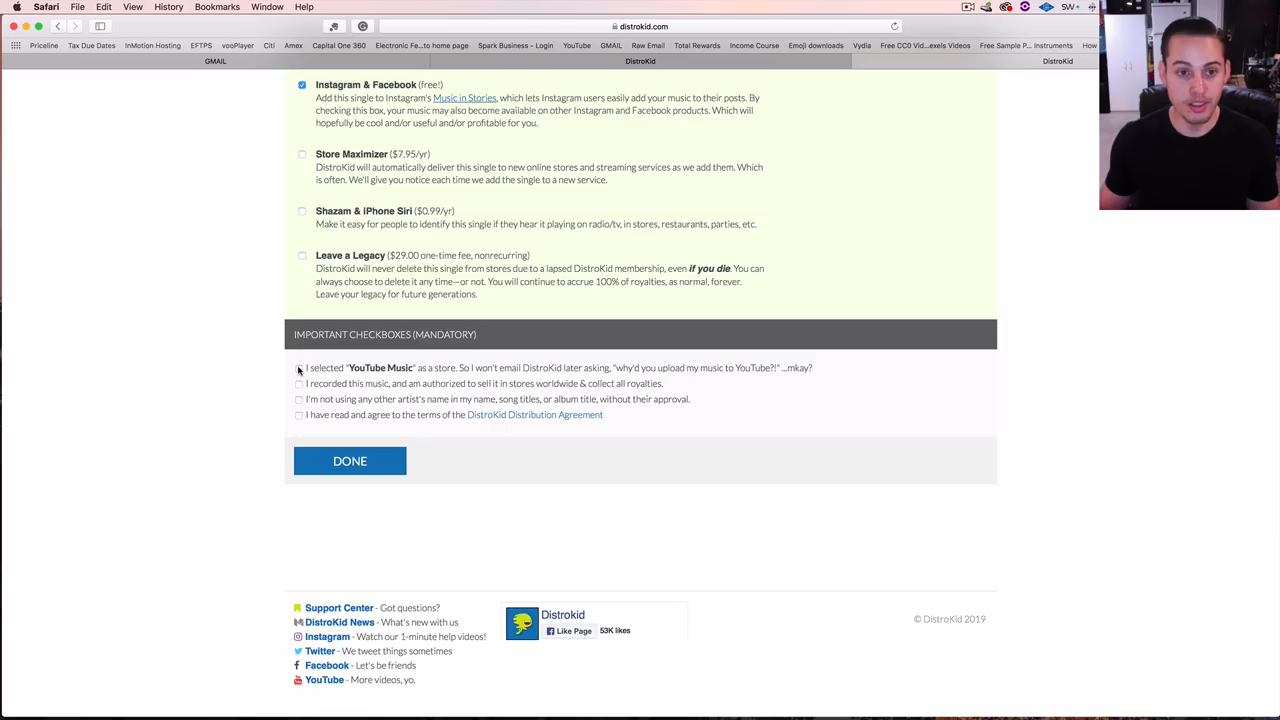 Safari File Edit View History Bookmarks Window Help SW
distrokid.com
Priceline Tax Due Dates InMotion Hosting EFTPS vooPlayer Citi Amex Capital One 360 Electronic Fe...to home page Spark Business - Login YouTube GMAIL Raw Email Total Rewards Income Course Emoji downloads Vydia Free CC0 Vid...exels Videos Free Sample P... Instruments How
GMAIL DistroKid DistroKid
Instagram & Facebook (free!)
Add this single to Instagram's Music in Stories, which lets Instagram users easily add your music to their posts. By
checking this box, your music may also become available on other Instagram and Facebook products. Which will
hopefully be cool and/or useful and/or profitable for you.
Store Maximizer ($7.95/yr)
DistroKid will automatically deliver this single to new online stores and streaming services as we add them. Which
is often. We'll give you notice each time we add the single to a new service.
Shazam & iPhone Siri ($0.99/yr)
Make it easy for people to identify this single if they hear it playing on radio/tv, in stores, restaurants, parties, etc.
Leave a Legacy ($29.00 one-time fee, nonrecurring)
DistroKid will never delete this single from stores due to a lapsed DistroKid membership, even if you die. You can
always choose to delete it any time—or not. You will continue to accrue 100% of royalties, as normal, forever.
Leave your legacy for future generations.
IMPORTANT CHECKBOXES (MANDATORY)
I selected "YouTube Music" as a store. So I won't email DistroKid later asking, "why'd you upload my music to YouTube?!" ...mkay?
I recorded this music, and am authorized to sell it in stores worldwide & collect all royalties.
I'm not using any other artist's name in my name, song titles, or album title, without their approval.
I have read and agree to the terms of the DistroKid Distribution Agreement
DONE
Support Center - Got questions?
DistroKid News - What's new with us
Instagram - Watch our 1-minute help videos!
Twitter - We tweet things sometimes
Facebook - Let's be friends
YouTube - More videos, yo.
Distrokid
Like Page 53K likes
© DistroKid 2019